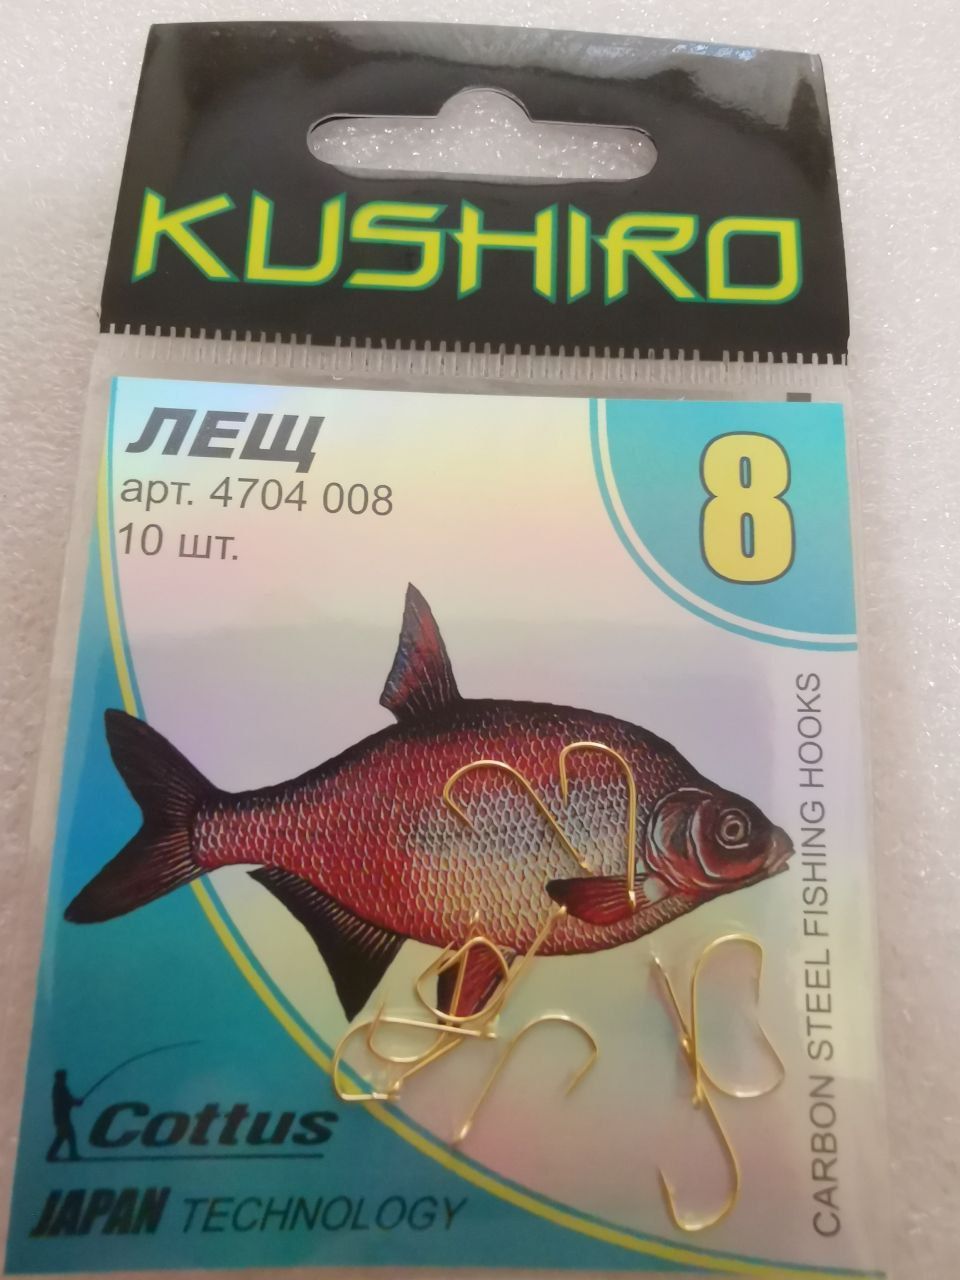 KUSHIRO
ЛЕЩ
арт. 4704 008
10 шт.
8
CARBON STEEL FISHING HOOKS
Cottus
JAPAN TECHNOLOGY